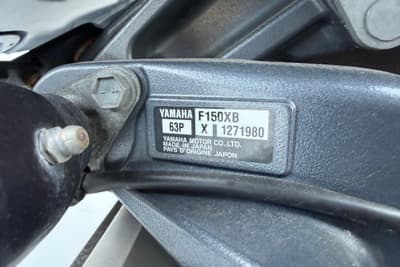 YAMAHA F150XB
63P X 1271980
YAMAHA MOTOR CO.,LTD.
MADE IN JAPAN
PAYS D'ORIGINE JAPON